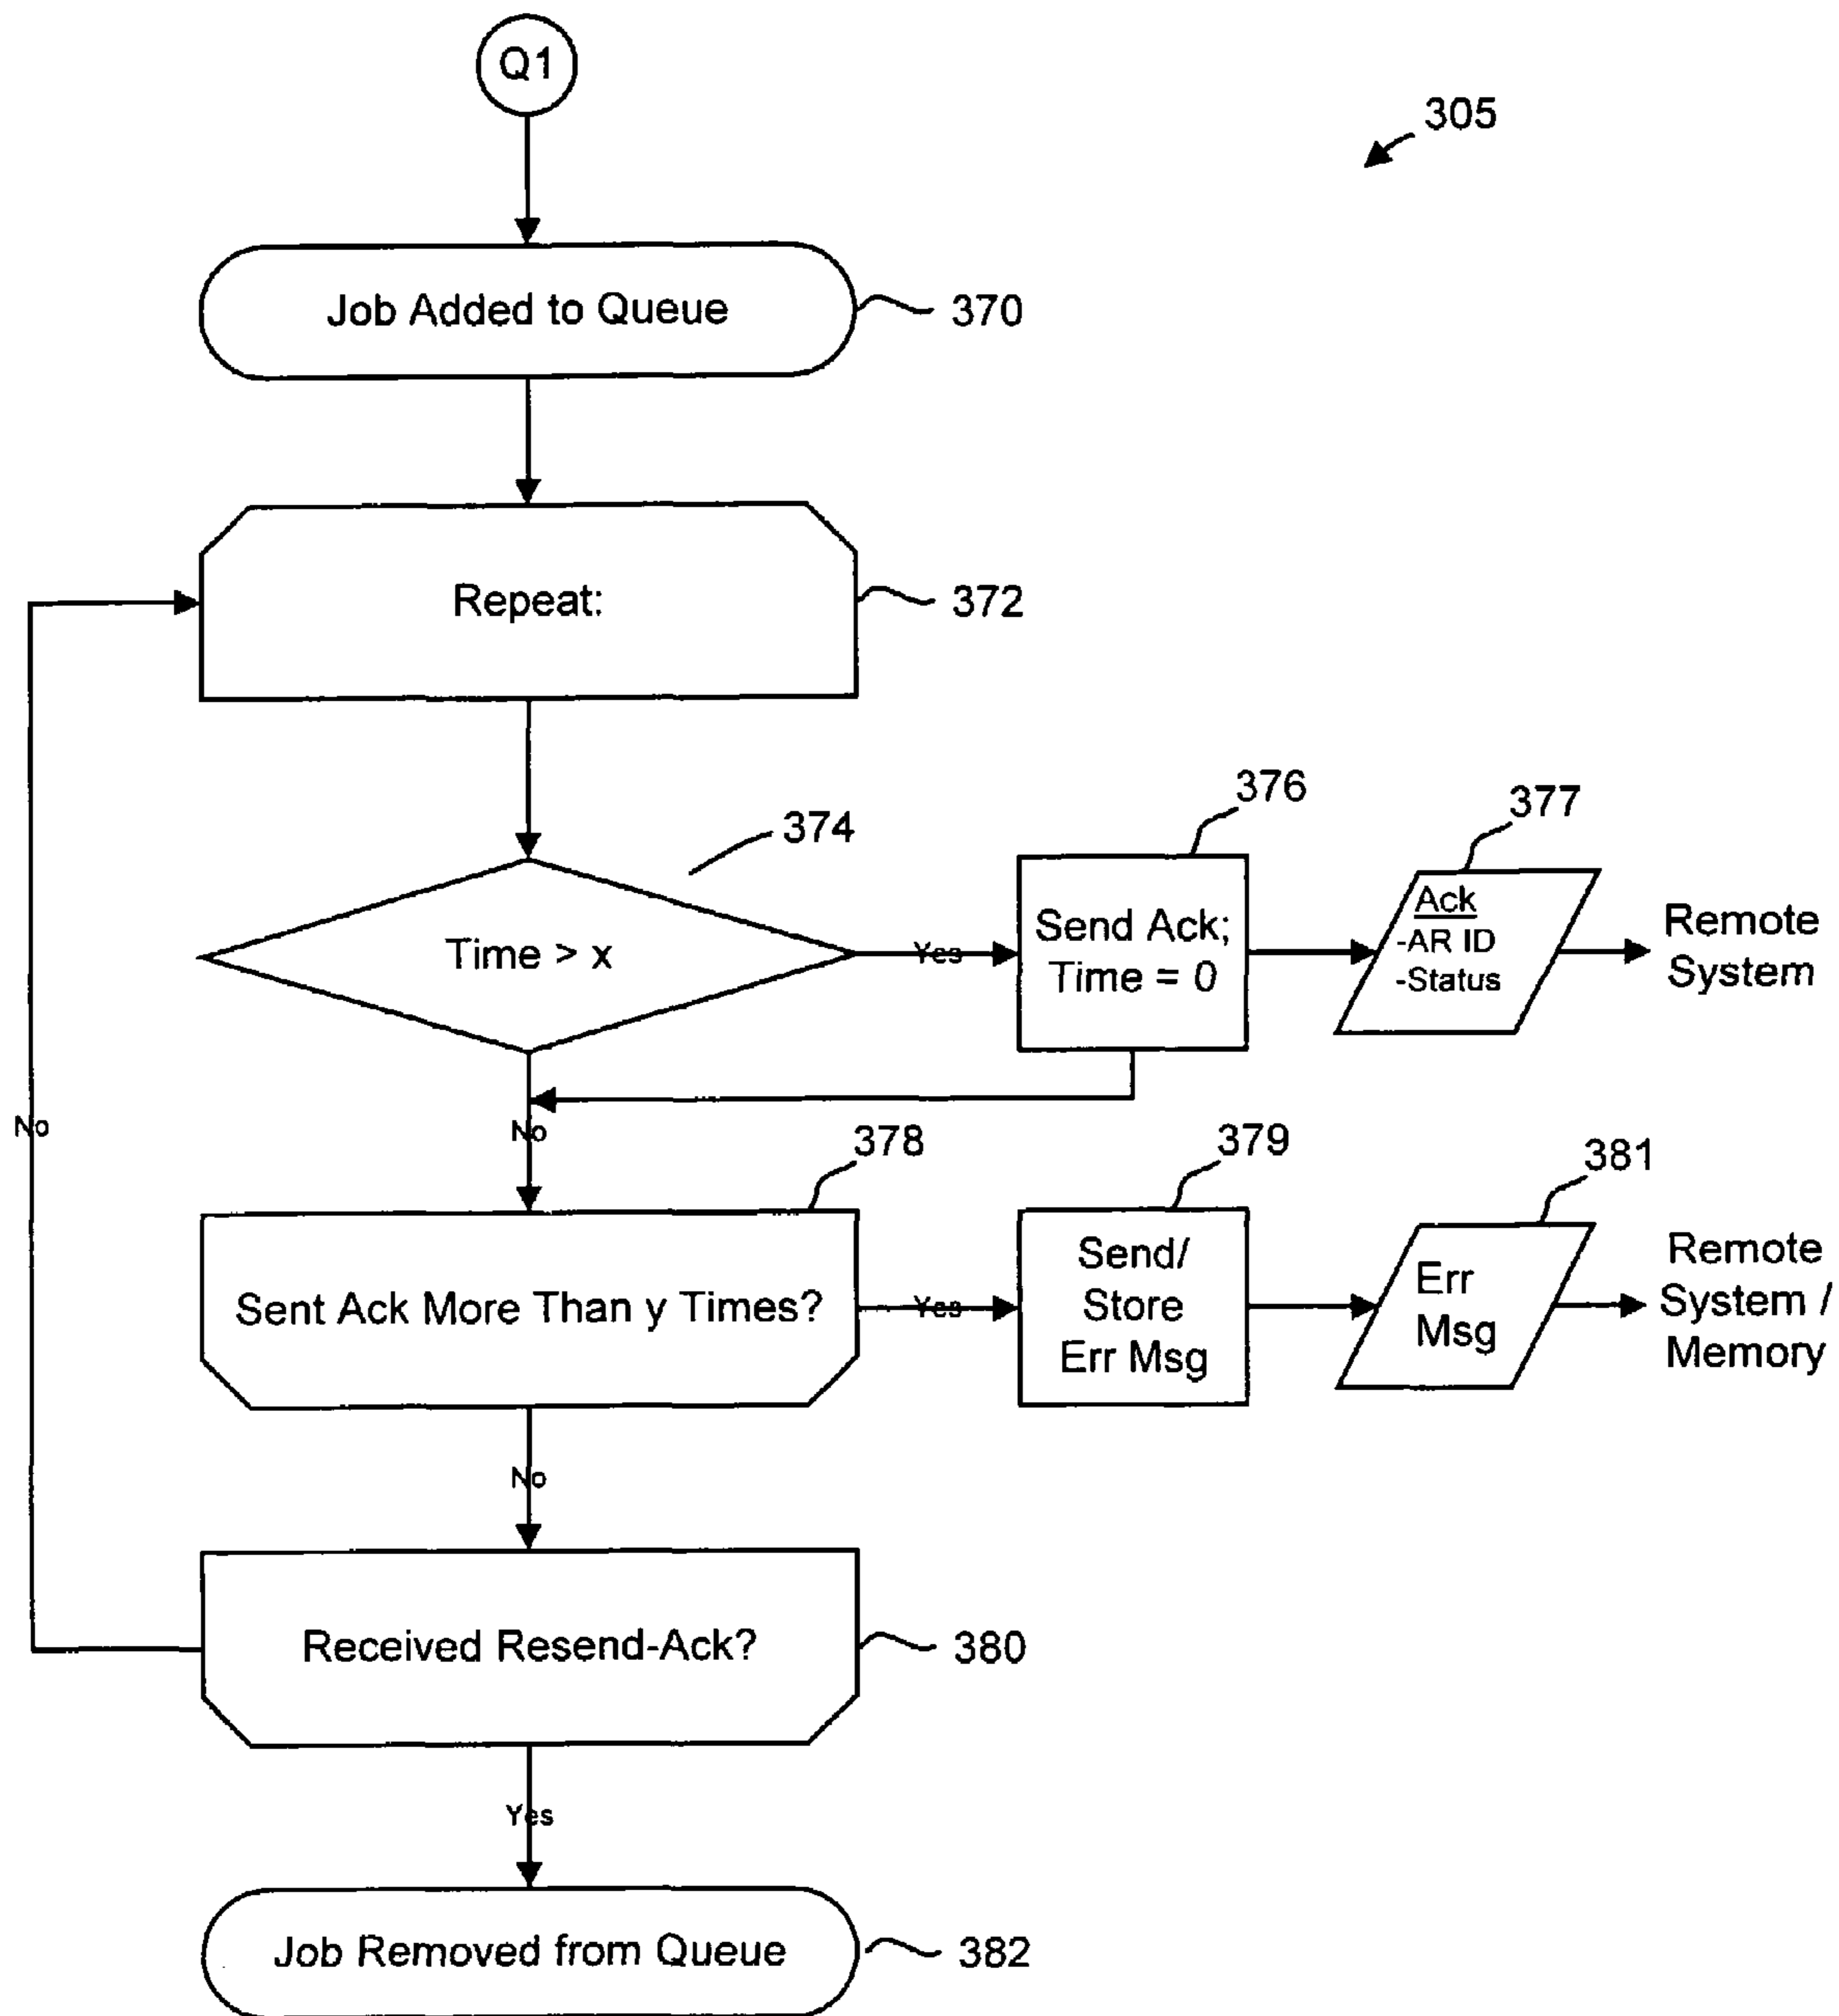 Q1
305
Job Added to Queue
370
Repeat:
372
374
376
377
Time > x
Yes
Send Ack;
Time = 0
Ack
-AR ID
-Status
Remote
System
No
No
378
379
381
Sent Ack More Than y Times?
Yes
Send/
Store
Err Msg
Err
Msg
Remote
System /
Memory
No
Received Resend-Ack?
380
Yes
Job Removed from Queue
382